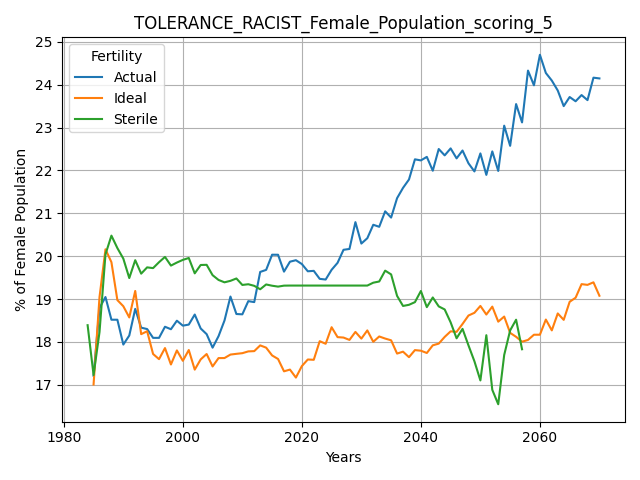 TOLERANCE_RACIST_Female_Population_scoring_5
Fertility
Actual
Ideal
Sterile
% of Female Population
25
24
23
22
21
20
19
18
17
1980
2000
2020
2040
2060
Years